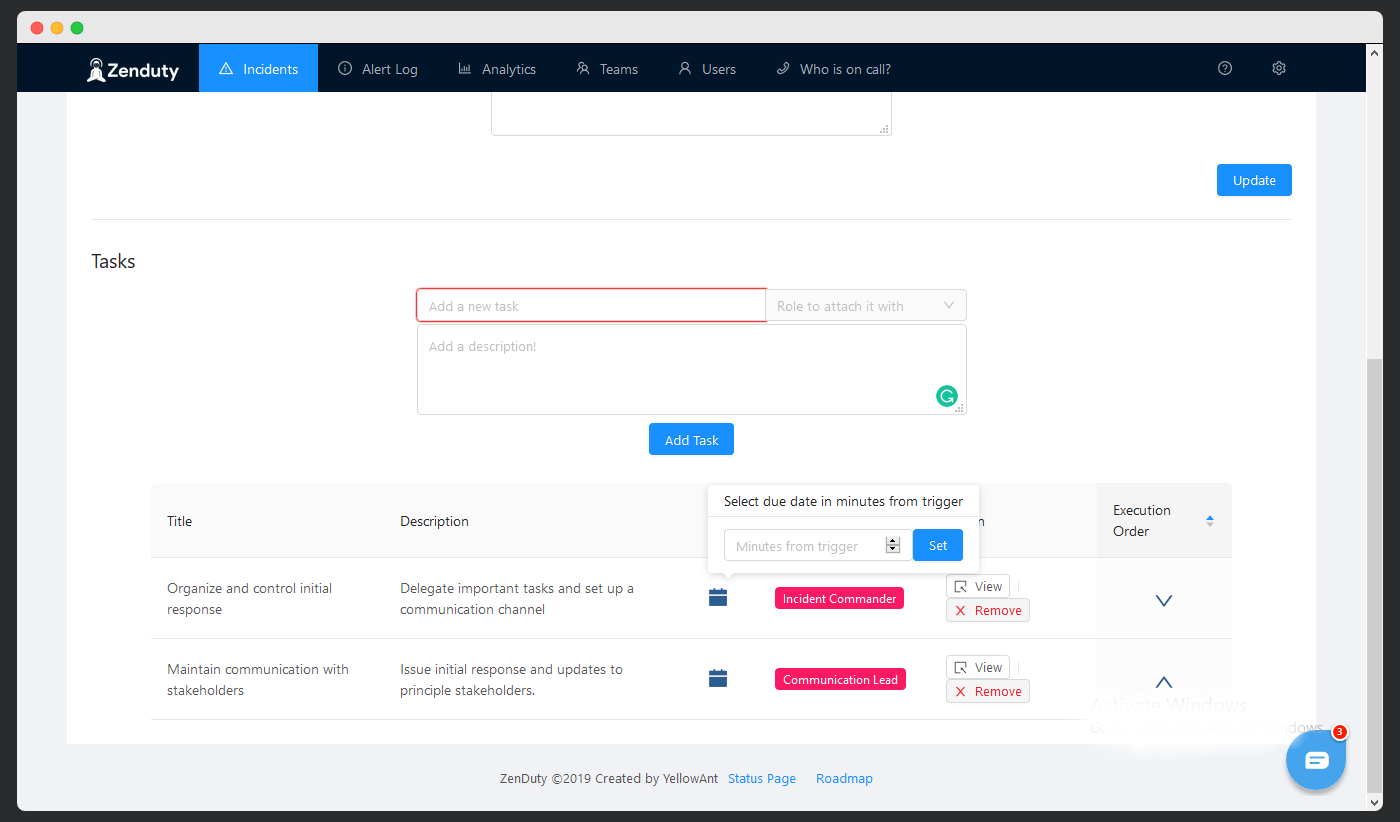 Zenduty
Incidents
Alert Log
Analytics
Teams
Users
Who is on call?
Update
Tasks
Add a new task
Role to attach it with
Add a description!
Add Task
Select due date in minutes from trigger
Minutes from trigger
Set
Title
Description
Execution
Order
Organize and control initial
response
Delegate important tasks and set up a
communication channel
Incident Commander
View
Remove
Maintain communication with
stakeholders
Issue initial response and updates to
principle stakeholders.
Communication Lead
View
Remove
Activate Windows
3
ZenDuty ©2019 Created by YellowAnt
Status Page
Roadmap